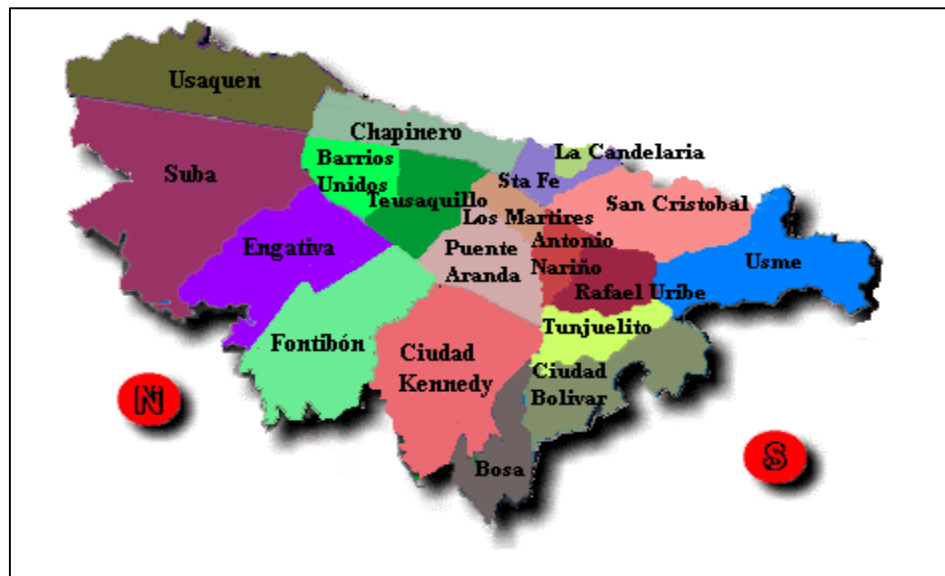 Usaquen
Chapinero
La Candelaria
Barrios
Unidos
Suba
Sta Fe
Teusaquillo
San Cristobal
Los Martires
Engativa
Puente
Aranda
Antonio
Nariño
Usme
Rafael Uribe
Tunjuelito
Fontibón
Ciudad
Kennedy
Ciudad
Bolivar
N
S
Bosa